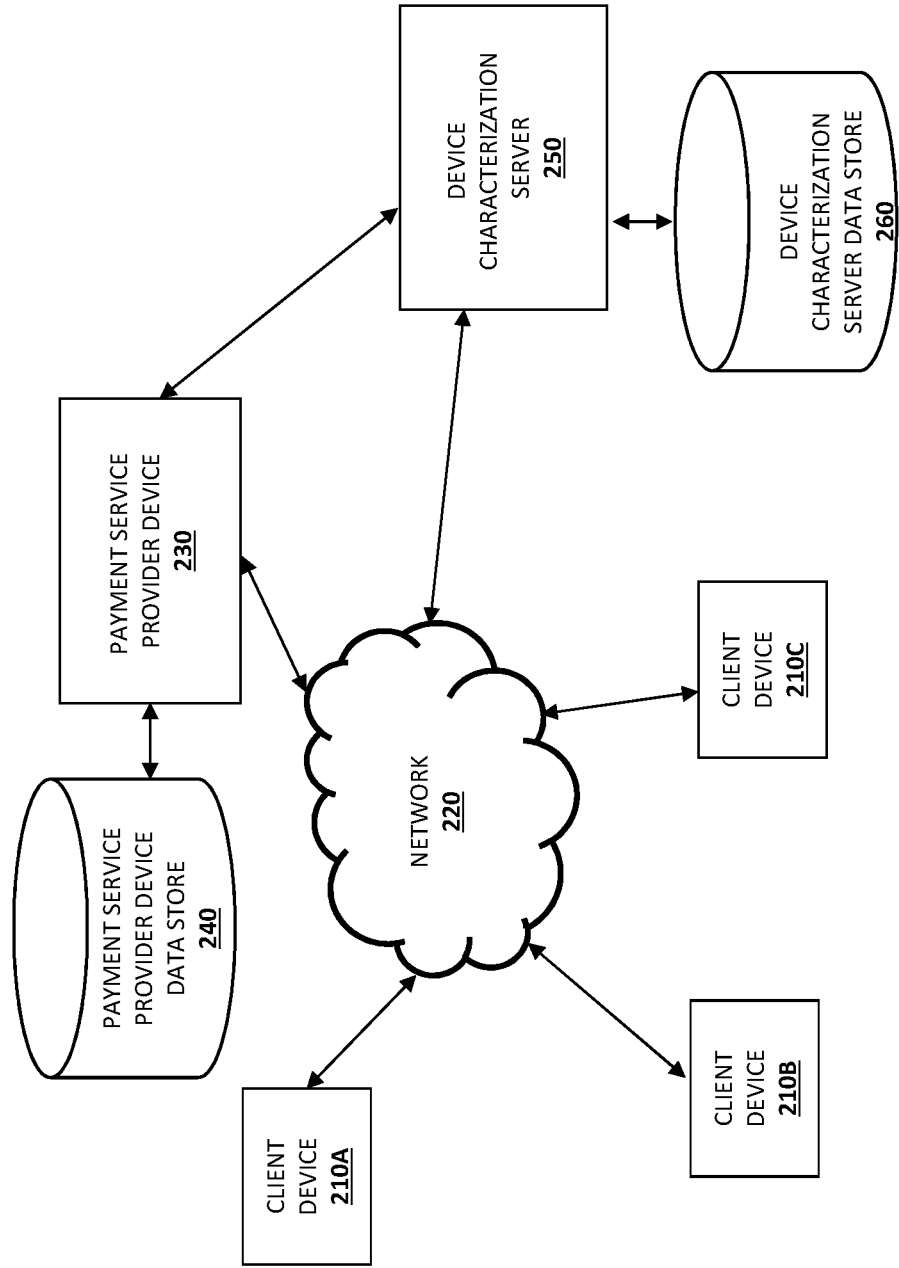 PAYMENT SERVICE
PROVIDER DEVICE
DATA STORE
240
PAYMENT SERVICE
PROVIDER DEVICE
230
CLIENT
DEVICE
210A
NETWORK
220
DEVICE
CHARACTERIZATION
SERVER
250
CLIENT
DEVICE
210B
CLIENT
DEVICE
210C
DEVICE
CHARACTERIZATION
SERVER DATA STORE
260